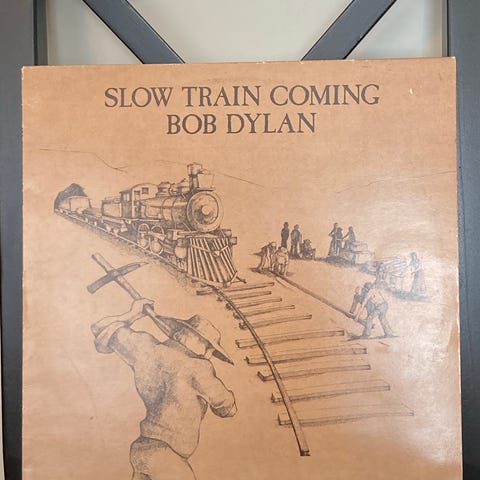 SLOW TRAIN COMING
BOB DYLAN